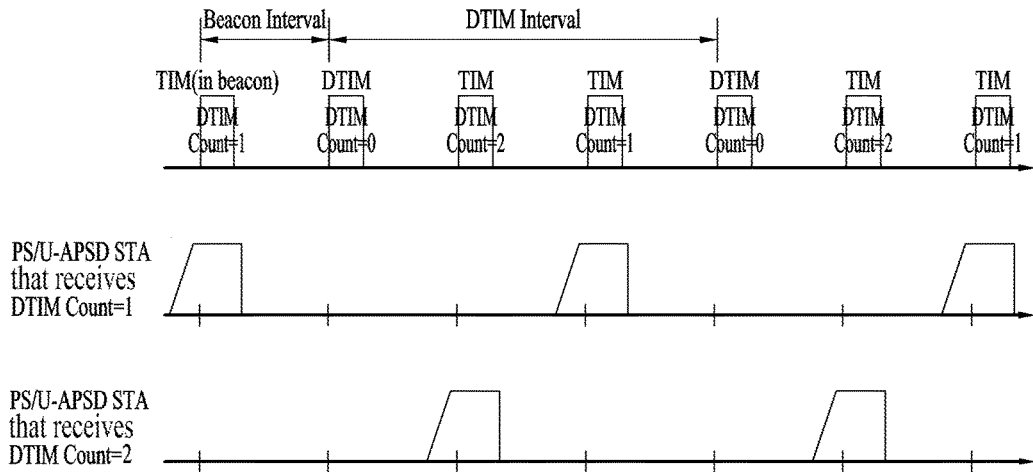 Beacon Interval
DTIM Interval
TIM(in beacon)
DTIM
TIM
TIM
DTIM
TIM
TIM
DTIM
Count=1
DTIM
Count=0
DTIM
Count=2
DTIM
Count=1
DTIM
Count=0
DTIM
Count=2
DTIM
Count=1
PS/U-APSD STA
that receives
DTIM Count=1
PS/U-APSD STA
that receives
DTIM Count=2